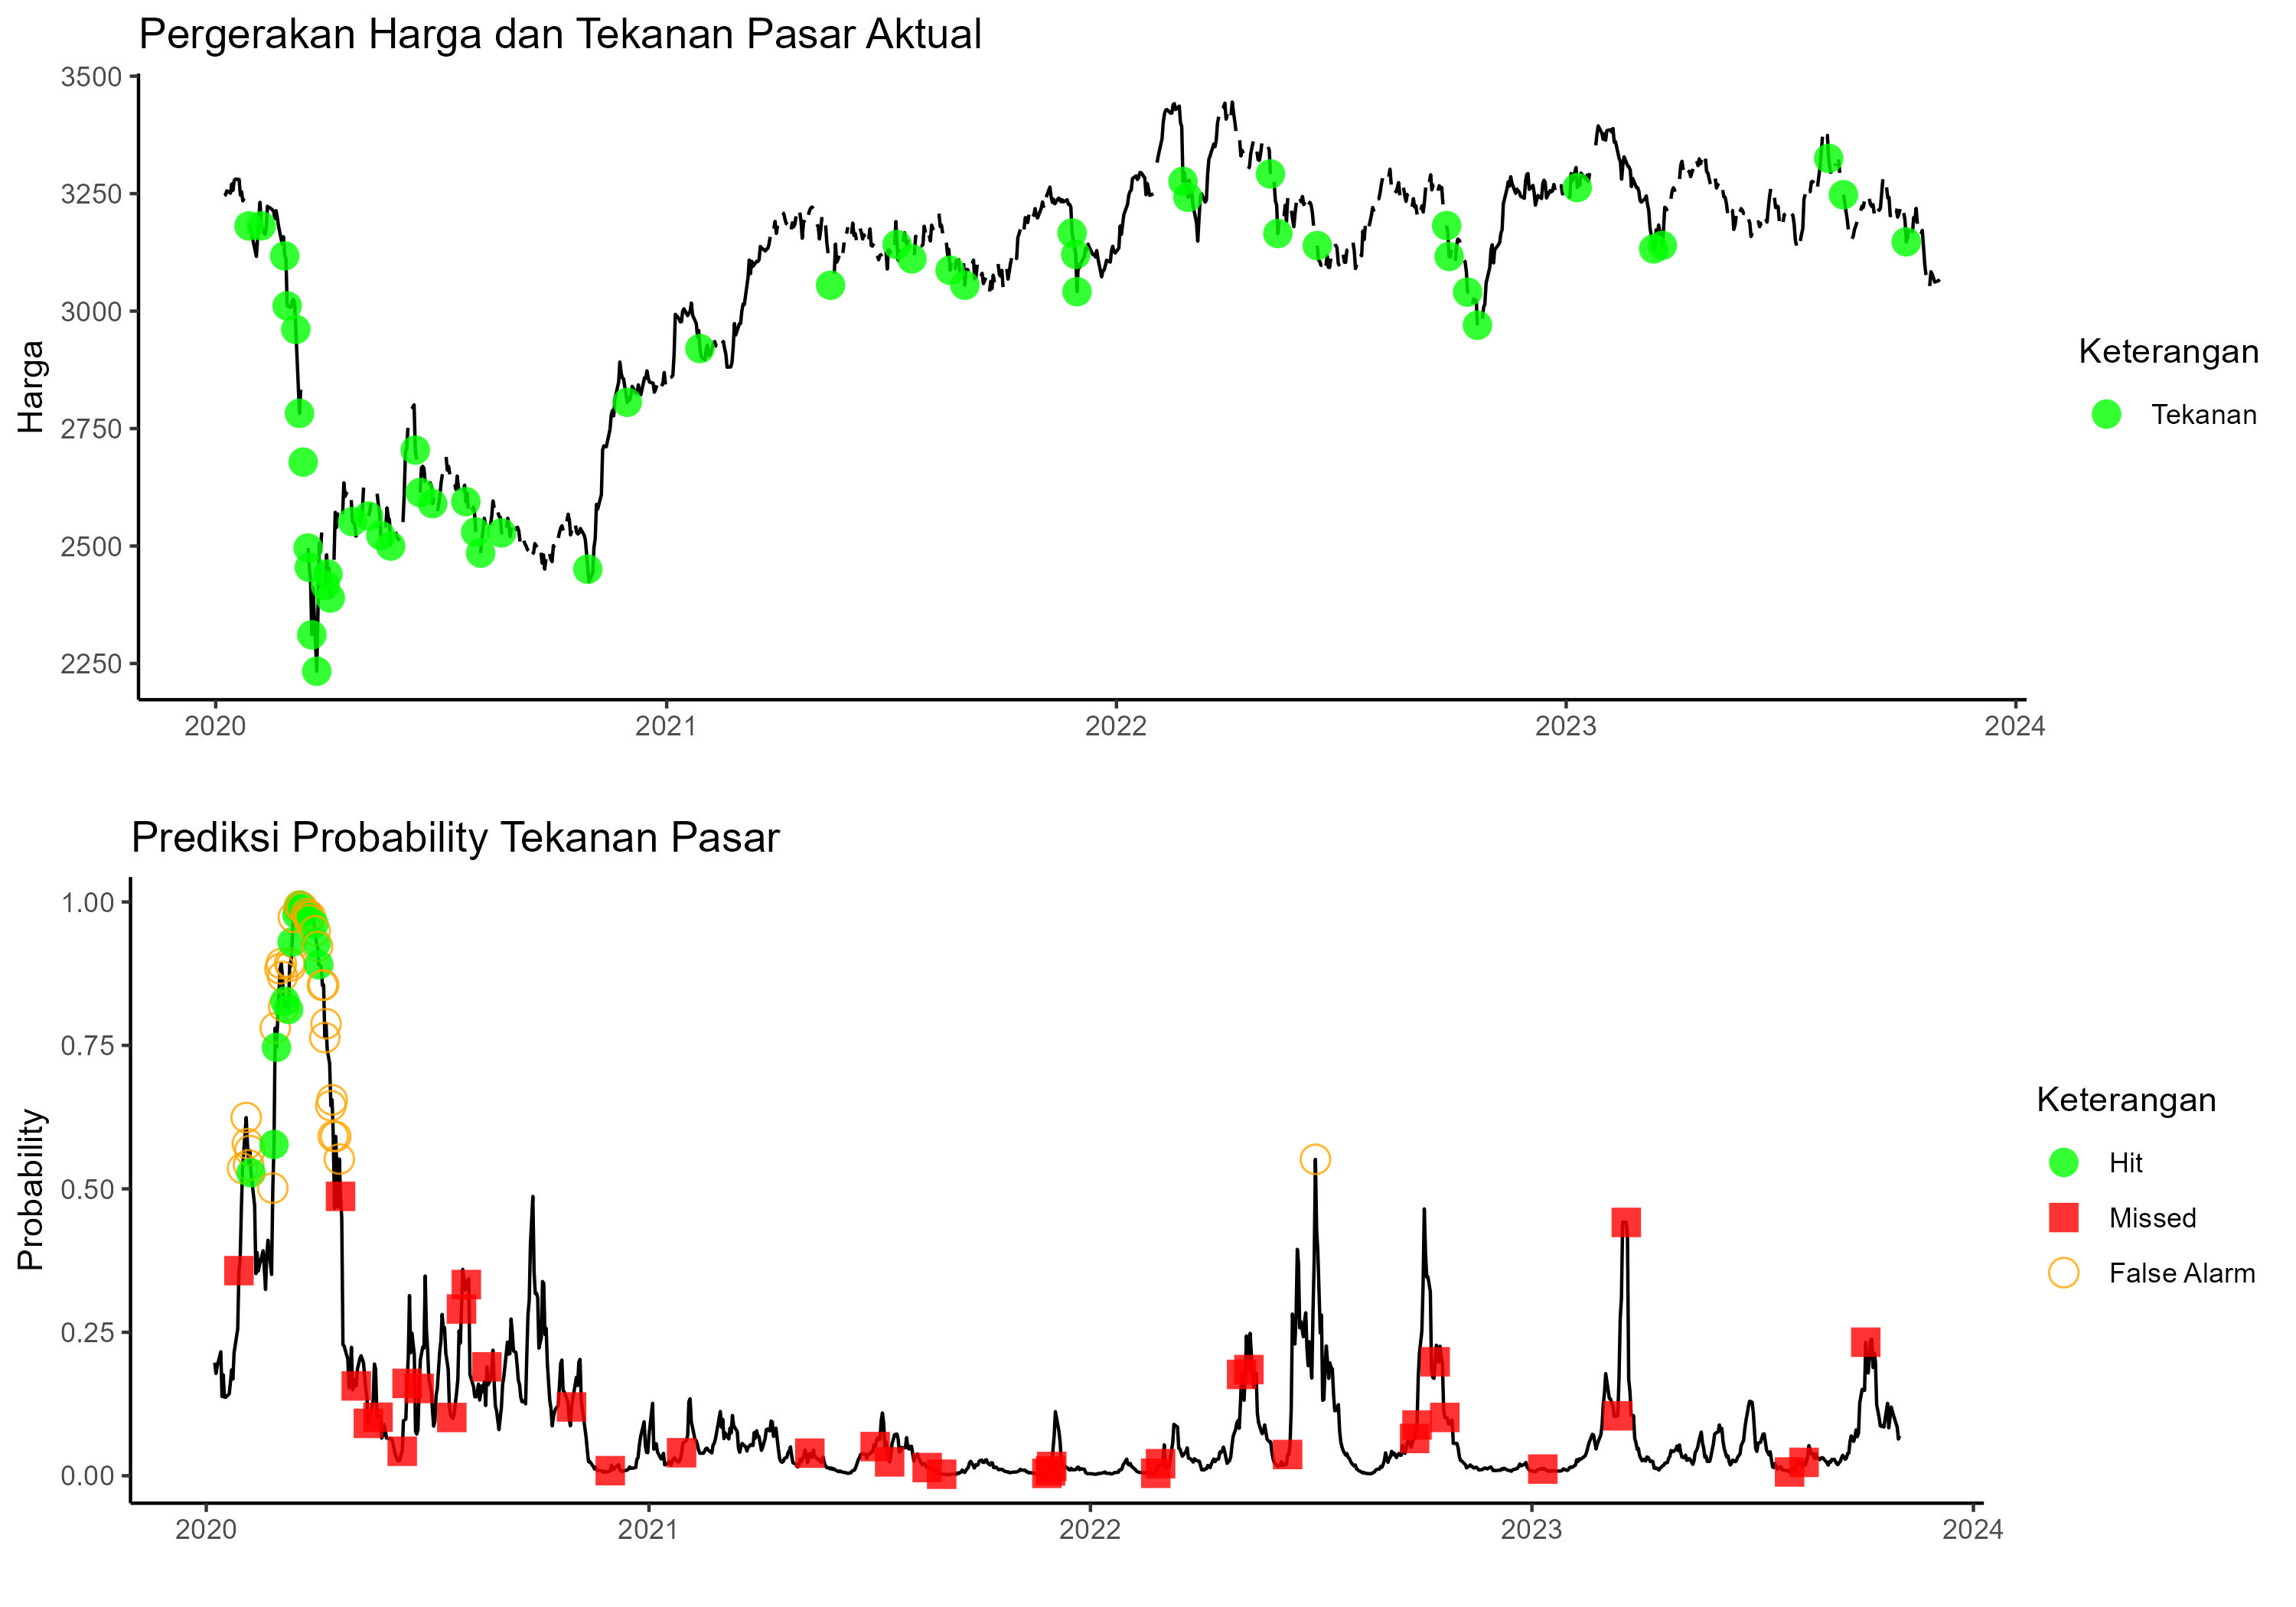 Pergerakan Harga dan Tekanan Pasar Aktual
Harga
3500
3250
3000
2750
2500
2250
2020
2021
2022
2023
2024
Keterangan
Tekanan
Prediksi Probability Tekanan Pasar
Probability
1.00
0.75
0.50
0.25
0.00
2020
2021
2022
2023
2024
Keterangan
Hit
Missed
False Alarm